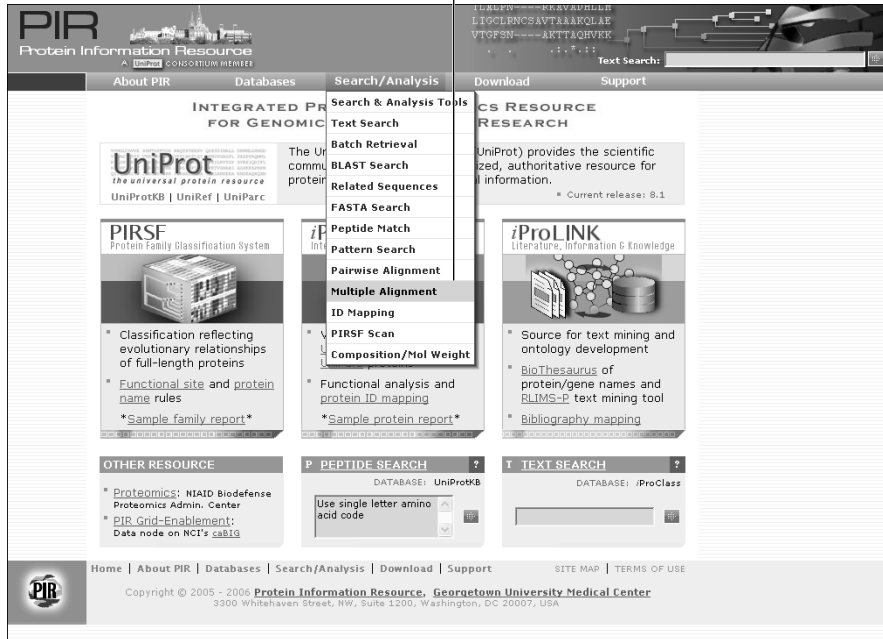 PIR
Protein Information Resource
A UniProt CONSORTIUM MEMBER
LIGCLRNCSAVTAAAKQLAE
VTGFSN----AKTTAQHVKK
Text Search:
About PIR Databases Search/Analysis Download Support
Search & Analysis Tools
Text Search
Batch Retrieval
BLAST Search
Related Sequences
FASTA Search
Peptide Match
Pattern Search
Pairwise Alignment
Multiple Alignment
ID Mapping
PIRSF Scan
Composition/Mol Weight
INTEGRATED PR CS RESOURCE
FOR GENOMIC RESEARCH
UniProt
the universal protein resource
UniProtKB | UniRef | UniParc
The Un UniProt) provides the scientific
commu ized, authoritative resource for
protein l information.
Current release: 8.1
PIRSF
Protein Family Classification System
Classification reflecting
evolutionary relationships
of full-length proteins
Functional site and protein
name rules
*Sample family report*
iP
Int
Functional analysis and
protein ID mapping
*Sample protein report*
iProLINK
Literature, Information & Knowledge
Source for text mining and
ontology development
BioThesaurus of
protein/gene names and
RLIMS-P text mining tool
Bibliography mapping
OTHER RESOURCE
Proteomics: NIAID Biodefense
Proteomics Admin. Center
PIR Grid-Enablement:
Data node on NCI's caBIG
P PEPTIDE SEARCH ?
DATABASE: UniProtKB
Use single letter amino
acid code
T TEXT SEARCH ?
DATABASE: iProClass
Home | About PIR | Databases | Search/Analysis | Download | Support SITE MAP | TERMS OF USE
PIR
Copyright © 2005 - 2006 Protein Information Resource, Georgetown University Medical Center
3300 Whitehaven Street, NW, Suite 1200, Washington, DC 20007, USA